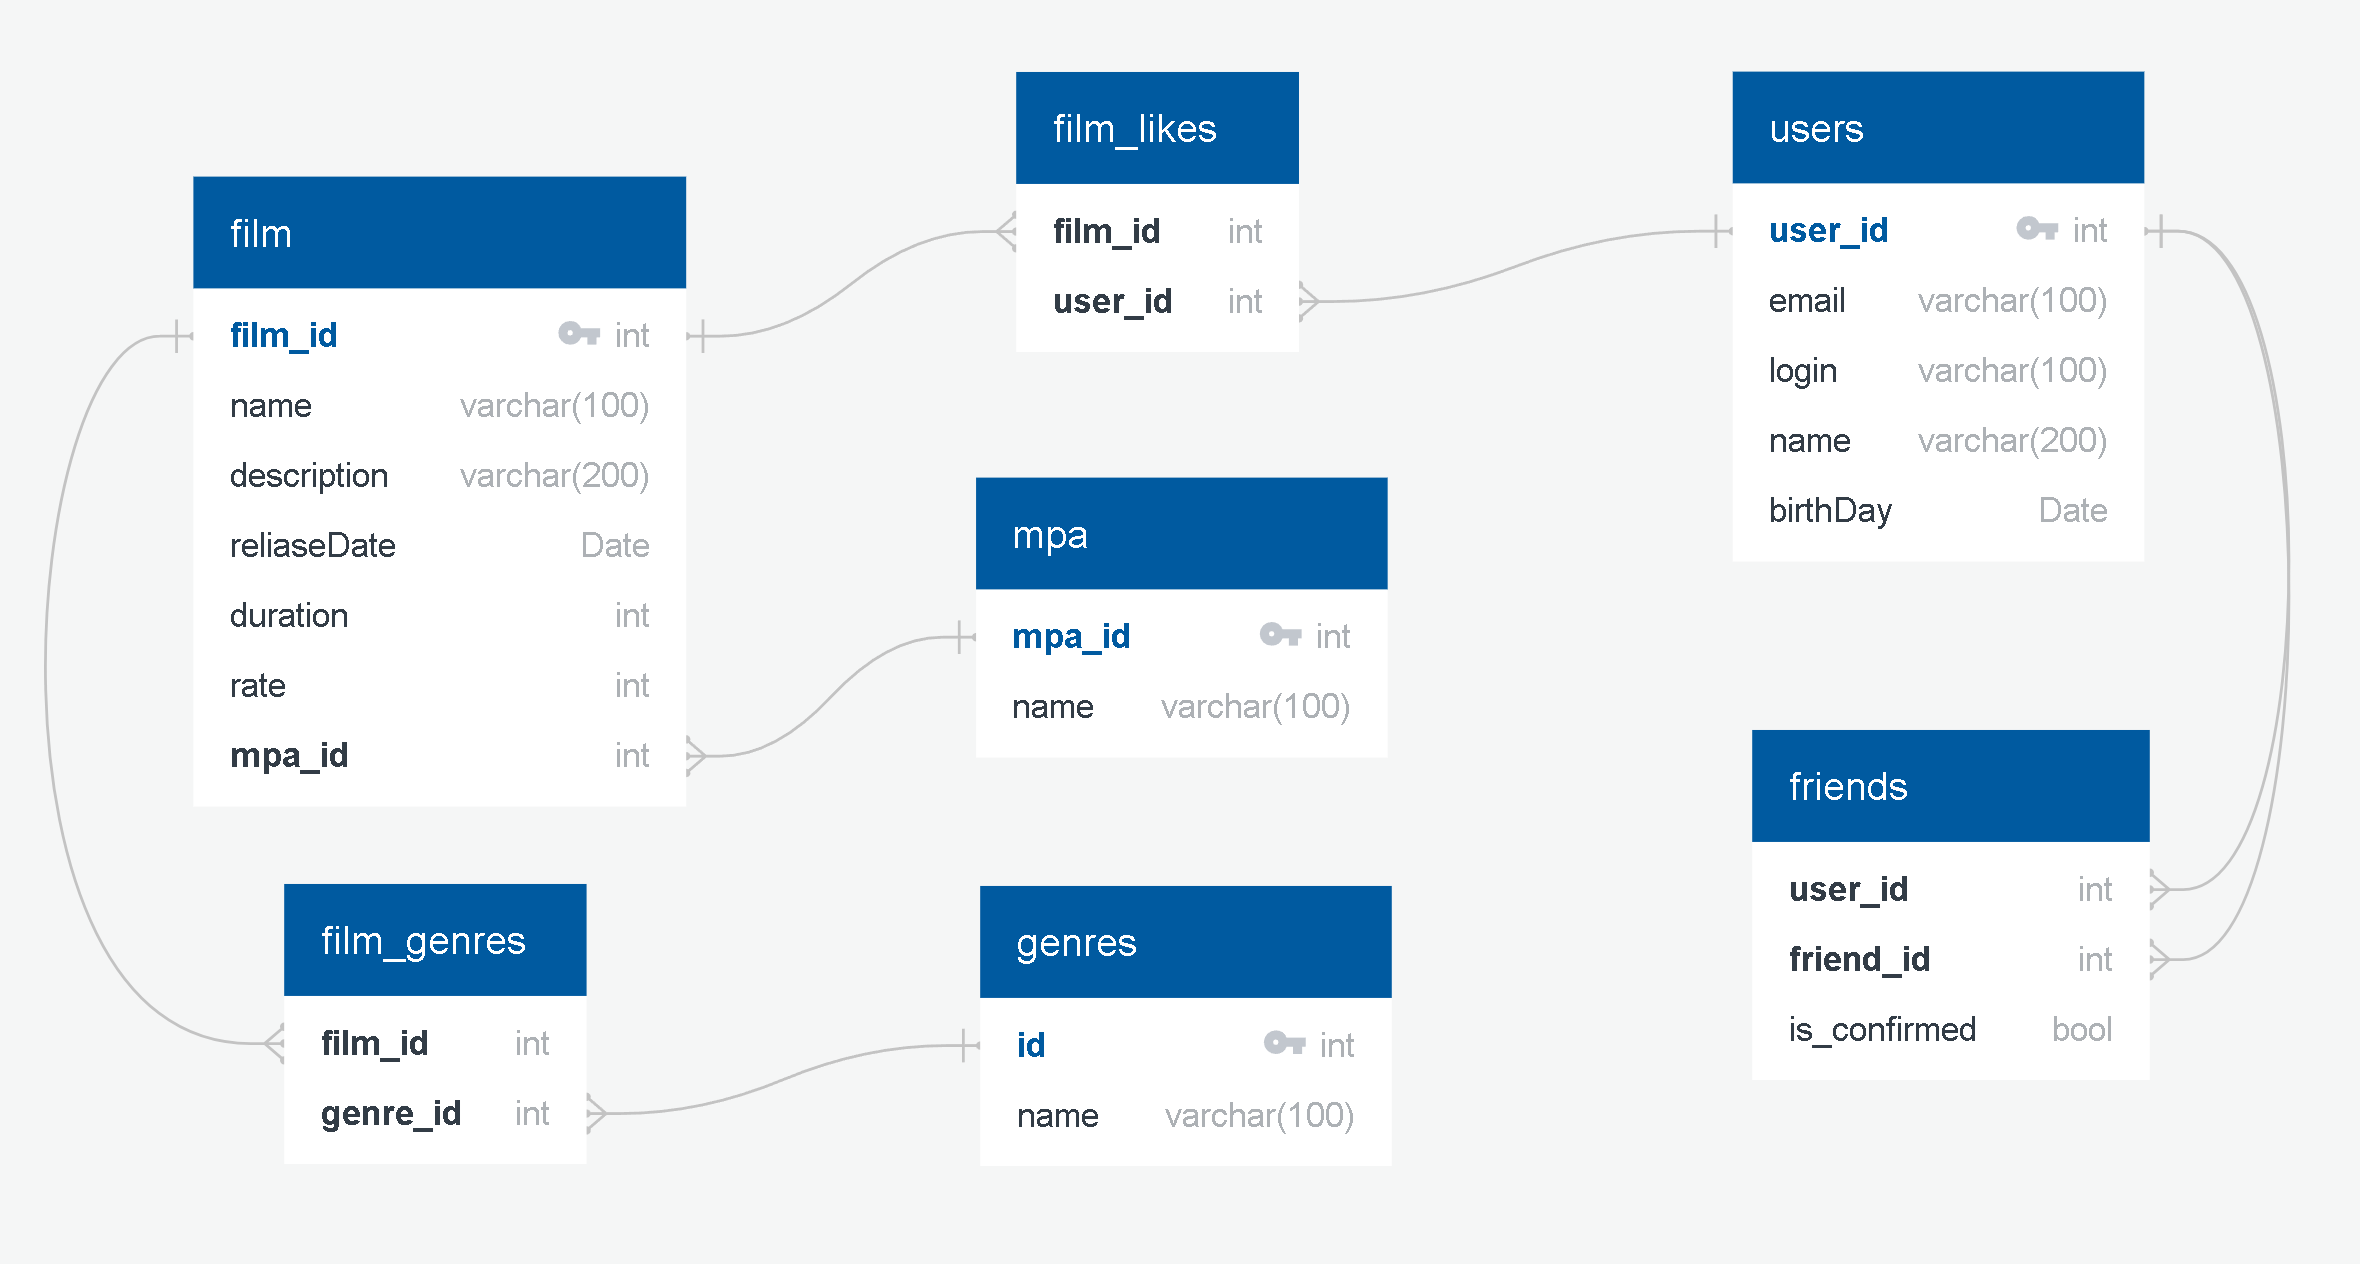 film
film_id int
name varchar(100)
description varchar(200)
reliaseDate Date
duration int
rate int
mpa_id int
film_likes
film_id int
user_id int
users
user_id int
email varchar(100)
login varchar(100)
name varchar(200)
birthDay Date
mpa
mpa_id int
name varchar(100)
friends
user_id int
friend_id int
is_confirmed bool
film_genres
film_id int
genre_id int
genres
id int
name varchar(100)